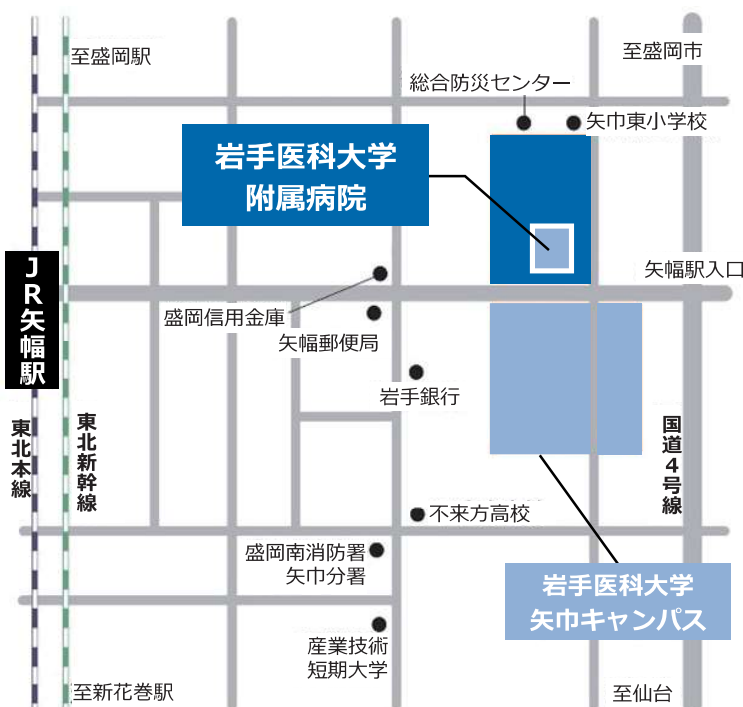 至盛岡駅
至盛岡市
総合防災センター
矢巾東小学校
岩手医科大学
附属病院
矢幅駅入口
JR矢幅駅
盛岡信用金庫
矢幅郵便局
岩手銀行
東北本線
東北新幹線
国道4号線
不来方高校
盛岡南消防署
矢巾分署
岩手医科大学
矢巾キャンパス
産業技術
短期大学
至新花巻駅
至仙台